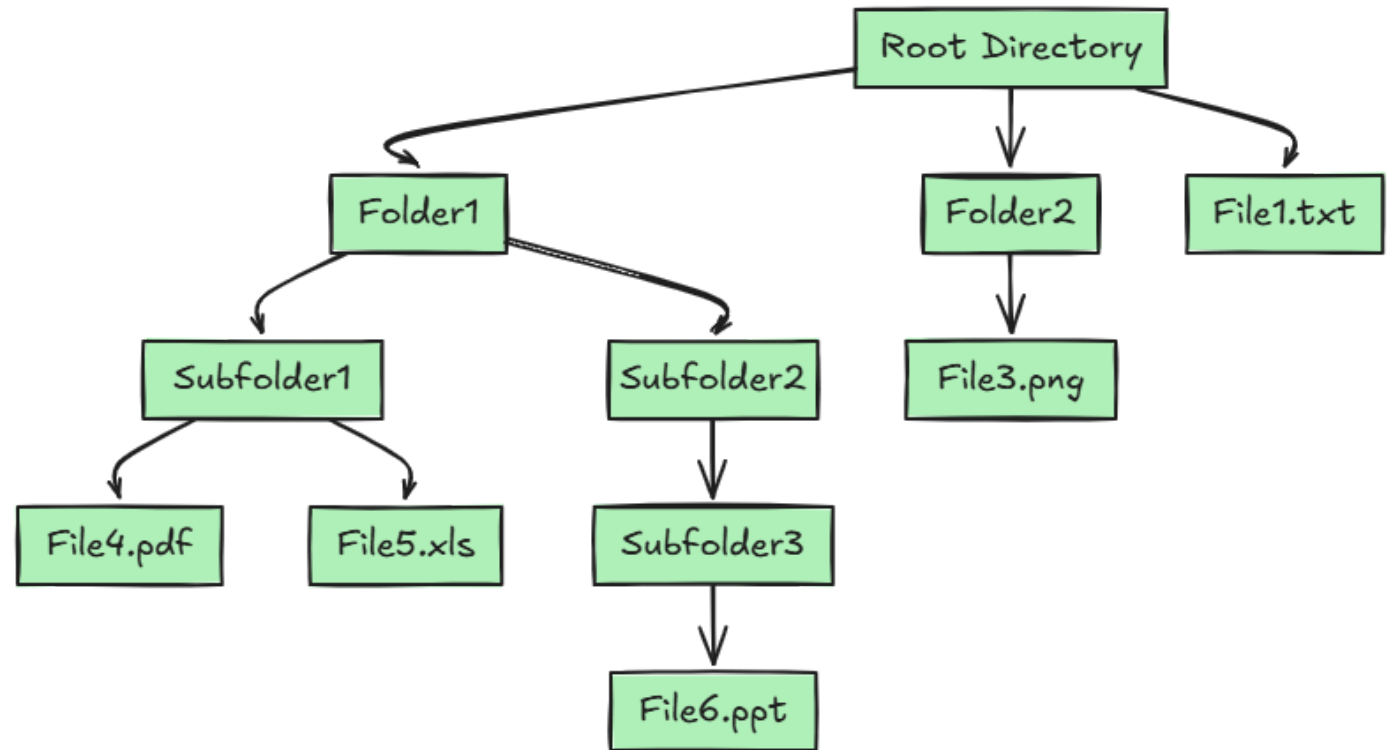 Root Directory
Folder1
Folder2
File1.txt
Subfolder1
Subfolder2
File3.png
File4.pdf
File5.xls
Subfolder3
File6.ppt